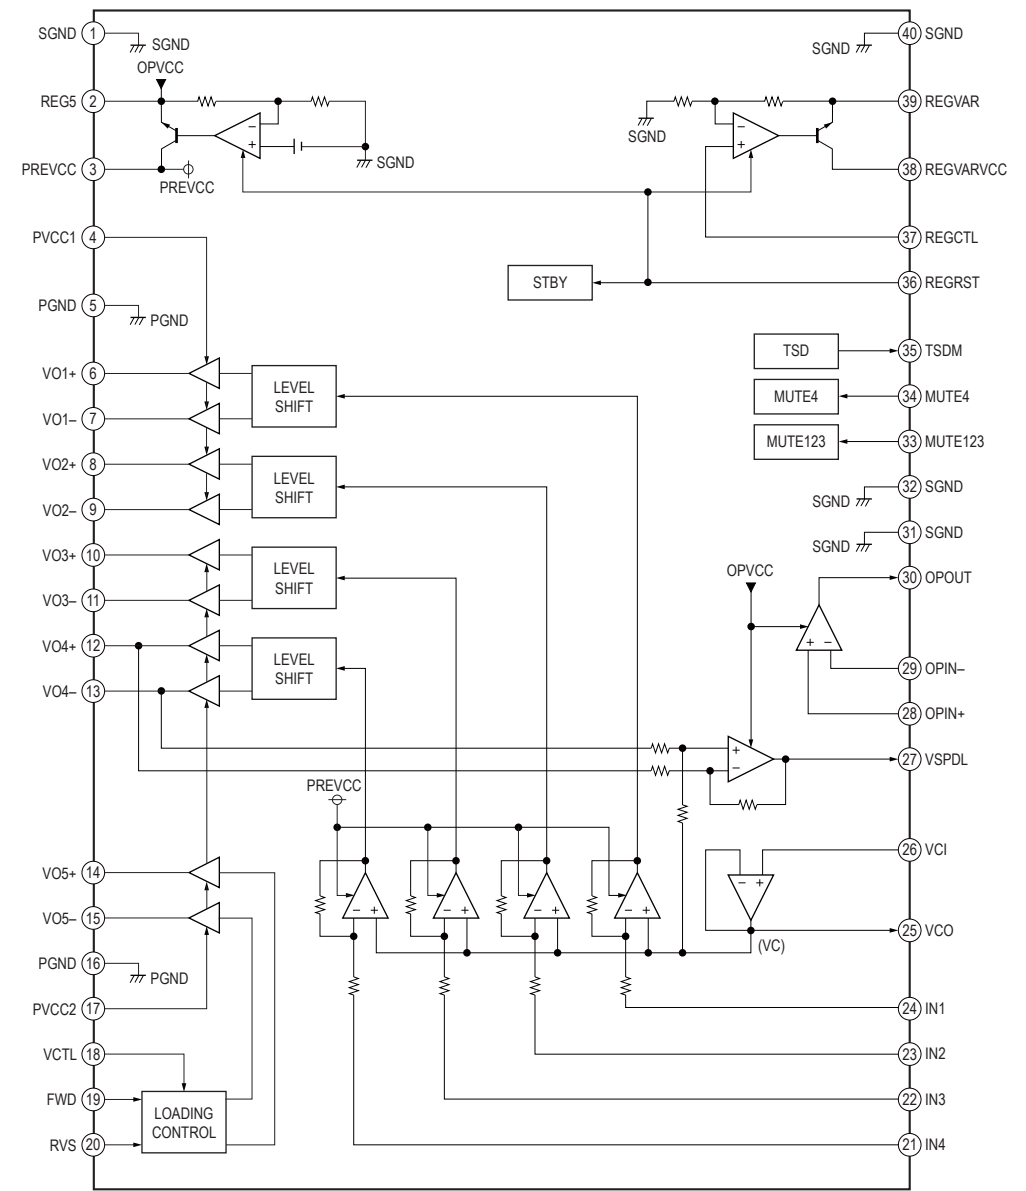 SGND 1
SGND
OPVCC
REG5 2
− +
SGND
PREVCC 3
PREVCC
PVCC1 4
PGND 5
PGND
VO1+ 6
LEVEL
SHIFT
VO1– 7
VO2+ 8
LEVEL
SHIFT
VO2– 9
VO3+ 10
LEVEL
SHIFT
VO3– 11
VO4+ 12
LEVEL
SHIFT
VO4– 13
VO5+ 14
VO5– 15
PGND 16
PGND
PVCC2 17
VCTL 18
FWD 19
LOADING
CONTROL
RVS 20
40 SGND
SGND
39 REGVAR
SGND
− +
38 REGVARVCC
37 REGCTL
36 REGRST
STBY
TSD
35 TSDM
MUTE4
34 MUTE4
MUTE123
33 MUTE123
32 SGND
SGND
31 SGND
SGND
OPVCC
30 OPOUT
+ −
29 OPIN–
28 OPIN+
+ −
27 VSPDL
PREVCC
26 VCI
− +
− +
− +
− +
− +
25 VCO
(VC)
24 IN1
23 IN2
22 IN3
21 IN4